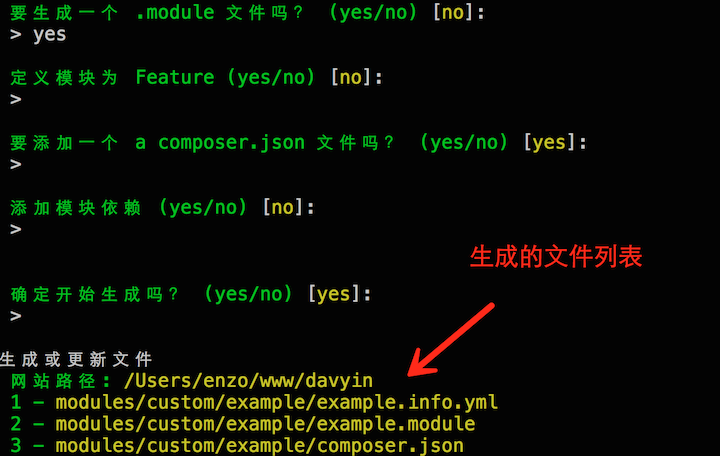 要生成一个 .module 文件吗？ (yes/no) [no]:
> yes
定义模块为 Feature (yes/no) [no]:
>
要添加一个 a composer.json 文件吗？ (yes/no) [yes]:
>
添加模块依赖 (yes/no) [no]:
>
生成的文件列表
确定开始生成吗？ (yes/no) [yes]:
>
生成或更新文件
网站路径: /Users/enzo/www/davyin
1 - modules/custom/example/example.info.yml
2 - modules/custom/example/example.module
3 - modules/custom/example/composer.json